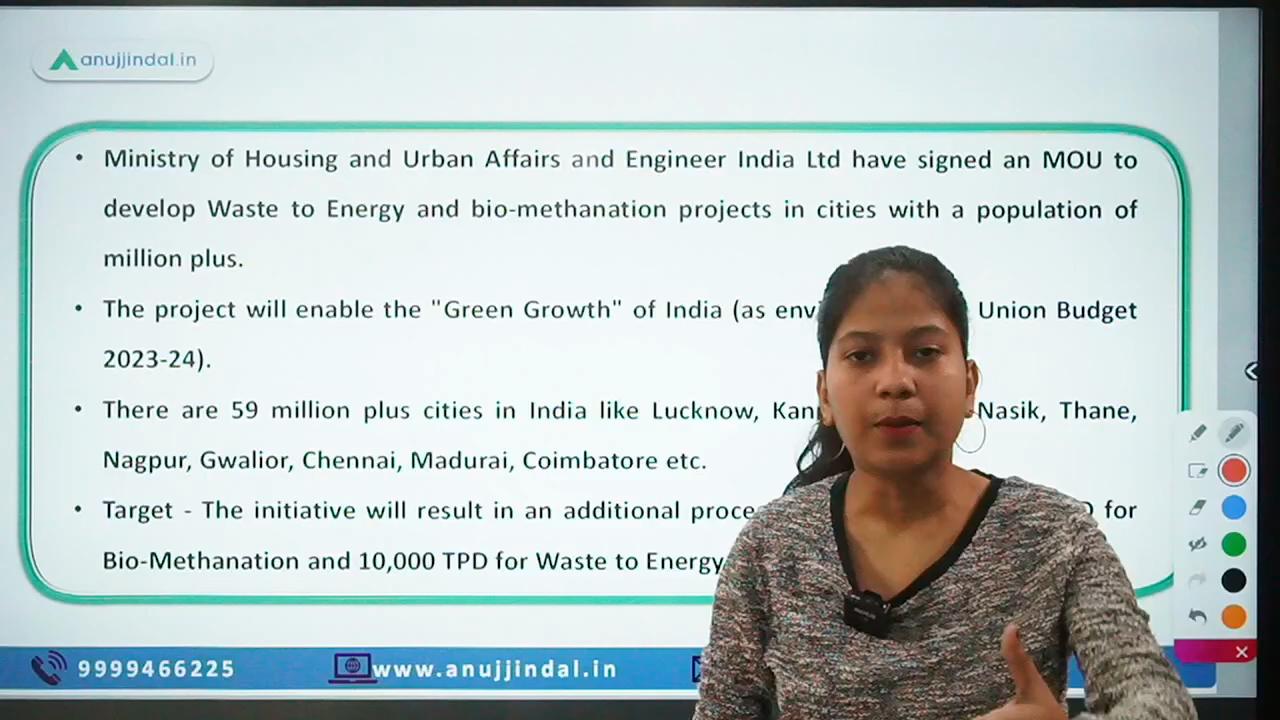 anujjindal.in
• Ministry of Housing and Urban Affairs and Engineer India Ltd have signed an MOU to
develop Waste to Energy and bio-methanation projects in cities with a population of
million plus.
• The project will enable the "Green Growth" of India (as Union Budget
2023-24).
• There are 59 million plus cities in India like Lucknow, Nasik, Thane,
Nagpur, Gwalior, Chennai, Madurai, Coimbatore etc.
• Target - The initiative will result in an additional for
Bio-Methanation and 10,000 TPD for Waste to Energy
9999466225 www.anujjindal.in